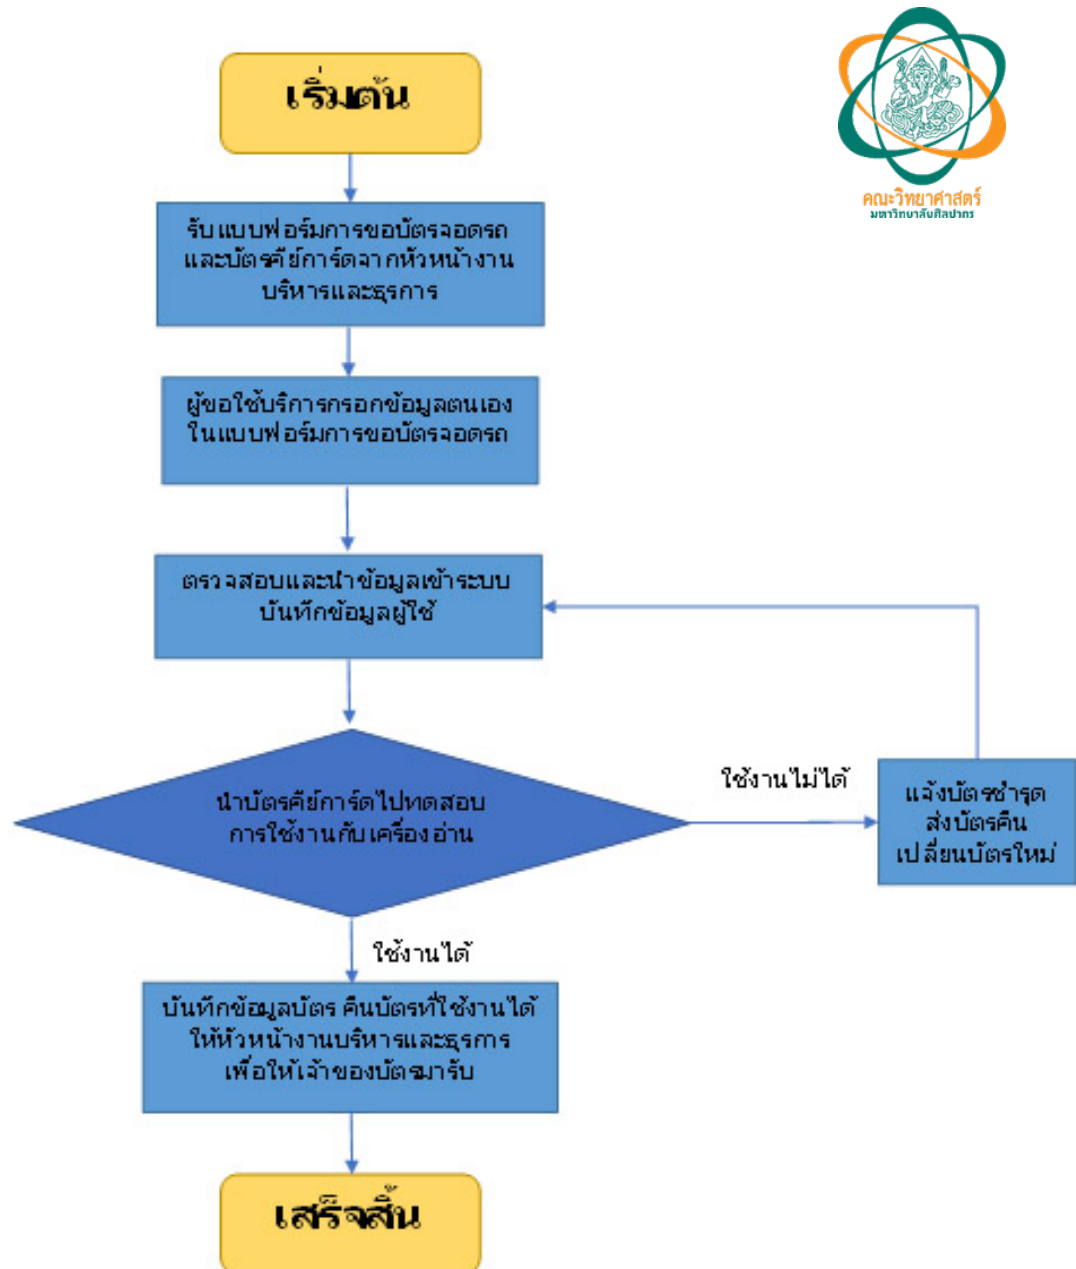 คณะวิทยาศาสตร์
มหาวิทยาลัยศิลปากร
เริ่มต้น
รับแบบฟอร์มการขอบัตรจอดรถ
และบัตรคีย์การ์ดจากหัวหน้างาน
บริหารและธุรการ
ผู้ขอใช้บริการกรอกข้อมูลตนเอง
ในแบบฟอร์มการขอบัตรจอดรถ
ตรวจสอบและนำข้อมูลเข้าระบบ
บันทึกข้อมูลผู้ใช้
นำบัตรคีย์การ์ดไปทดสอบ
การใช้งานกับเครื่องอ่าน
ใช้งานไม่ได้
แจ้งบัตรชำรุด
ส่งบัตรคืน
เปลี่ยนบัตรใหม่
ใช้งานได้
บันทึกข้อมูลบัตร คืนบัตรที่ใช้งานได้
ให้หัวหน้างานบริหารและธุรการ
เพื่อให้เจ้าของบัตรมารับ
เสร็จสิ้น